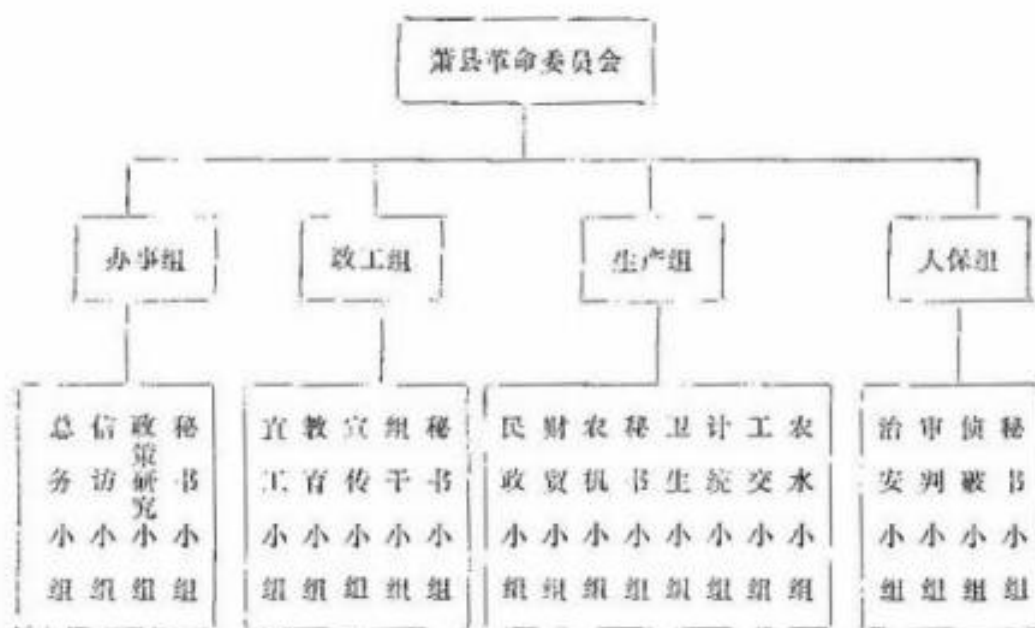 萧县革命委员会
办事组
政工组
生产组
人保组
总务小组
信访小组
政策研究小组
秘书小组
直工小组
教育小组
宣传小组
组干小组
秘书小组
民政小组
财贸小组
农机小组
秘书小组
卫生小组
计统小组
工交小组
农水小组
治安小组
审判小组
侦破小组
秘书小组